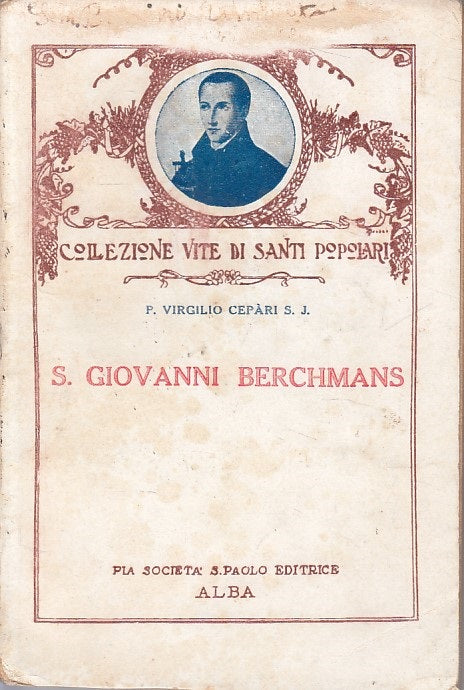 COLLEZIONE VITE DI SANTI POPOLARI
P. VIRGILIO CEPÀRI S. J.
S. GIOVANNI BERCHMANS
PIA SOCIETA' S. PAOLO EDITRICE
ALBA